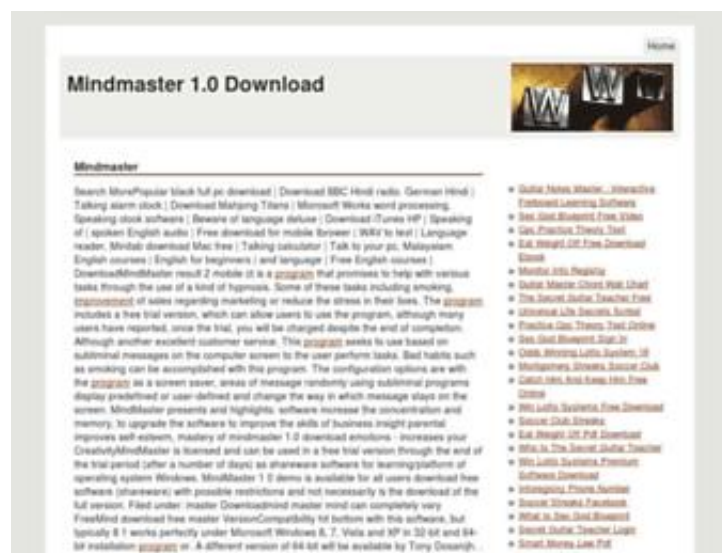 Home
Mindmaster 1.0 Download
W W W
Mindmaster
Search MorePopular black full pc download | Download BBC Hindi radio. German Hindi |
Talking alarm clock | Download Mahjong Titans | Microsoft Works word processing.
Speaking clock software | Beware of language deluxe | Download iTunes HP | Speaking
of | spoken English audio | Free download for mobile browser | WAV to text | Language
reader, Minitab download Mac free | Talking calculator | Talk to your pc, Malayalam
English courses | English for beginners | and language | Free English courses |
DownloadMindMaster result 2 mobile (it is a program that promises to help with various
tasks through the use of a kind of hypnosis. Some of these tasks including smoking,
improvement of sales regarding marketing or reduce the stress in their lives. The program
includes a free trial version, which can allow users to use the program, although many
users have reported, once the trial, you will be charged despite the end of completion.
Although another excellent customer service. This program seeks to use based on
subliminal messages on the computer screen to the user perform tasks. Bad habits such
as smoking can be accomplished with this program. The configuration options are with
the program as a screen saver, areas of message randomly using subliminal programs
display predefined or user-defined and change the way in which message stays on the
screen. MindMaster presents and highlights: software increase the concentration and
memory, to upgrade the software to improve the skills of business insight parental
improves self-esteem, mastery of mindmaster 1.0 download emotions - increases your
CreativityMindMaster is licensed and can be used in a free trial version through the end of
the trial period (after a number of days) as shareware software for learning/platform of
operating system Windows. MindMaster 1 0 demo is available for all users download free
software (shareware) with possible restrictions and not necessarily is the download of the
full version. Filed under: master Downloadmind master mind can completely vary
FreeMind download free master VersionCompatibility hit bottom with this software, but
typically 8 1 works perfectly under Microsoft Windows 8, 7, Vista and XP in 32-bit and 64-
bit installation program or. A different version of 64-bit will be available by Tony Dosanjh,
Guitar Notes Master - Interactive
Fretboard Learning Software
Sex God Blueprint Free Video
Cpc Practice Theory Test
Eat Weight Off Free Download
Ebook
Monitor Info Registry
Guitar Master Chord Wall Chart
The Secret Guitar Teacher Free
Universe Life Secrets Scribd
Practice Cpc Theory Test Online
Sex God Blueprint Sign In
Odds Winning Lotto System 18
Montgomery Streaks Soccer Club
Catch Him And Keep Him Free
Online
Win Lotto Systems Free Download
Soccer Club Streaks
Eat Weight Off Pdf Download
Who Is The Secret Guitar Teacher
Win Lotto Systems Premium
Software Download
Inforegistry Phone Number
Soccer Streaks Facebook
What Is Sex God Blueprint
Secret Guitar Teacher Login
Smart Money Law Pdf